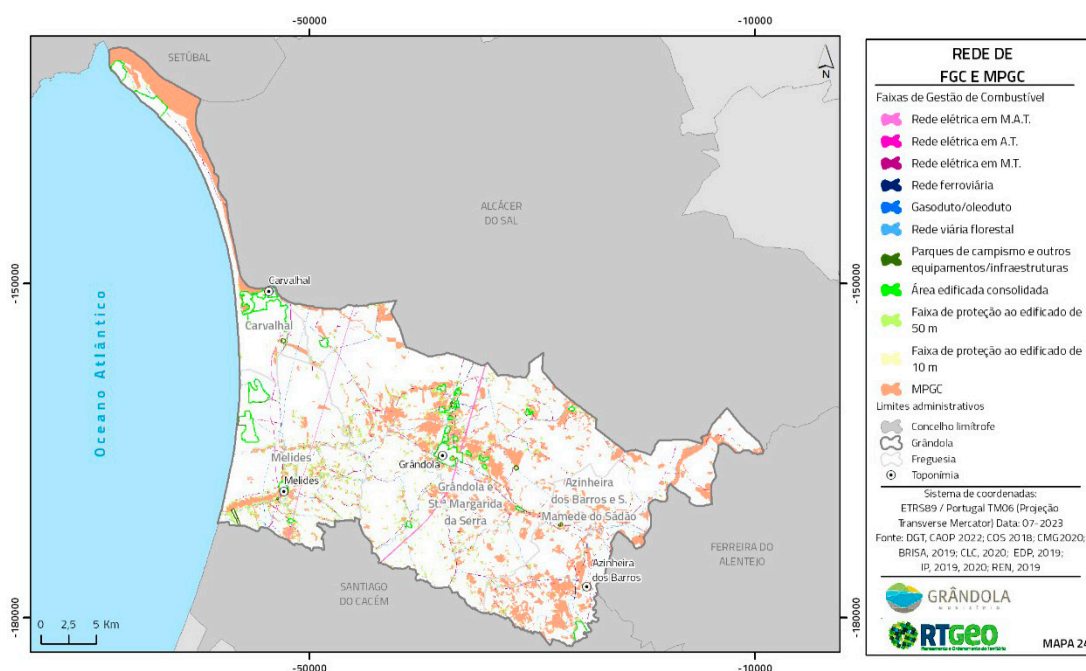 -50000
-10000
SETÚBAL
N
ALCÁCER
DO SAL
-150000
-150000
Carvalhal
Carvalhal
Oceano Atlântico
Melides
Melides
Grândola
Grândola e
St.ª Margarida
da Serra
Azinheira
dos Barros e S.
Mamede do Sádão
FERREIRA DO
ALENTEJO
Azinheira
dos Barros
SANTIAGO
DO CACÉM
-180000
-180000
0 2,5 5 Km
-50000
-10000
REDE DE
FGC E MPGC
Faixas de Gestão de Combustível
Rede elétrica em M.A.T.
Rede elétrica em A.T.
Rede elétrica em M.T.
Rede ferroviária
Gasoduto/oleoduto
Rede viária florestal
Parques de campismo e outros
equipamentos/infraestruturas
Área edificada consolidada
Faixa de proteção ao edificado de
50 m
Faixa de proteção ao edificado de
10 m
MPGC
Limites administrativos
Concelho limítrofe
Grândola
Freguesia
Toponímia
Sistema de coordenadas:
ETRS89 / Portugal TM06 (Projeção
Transverse Mercator) Data: 07-2023
Fonte: DGT, CAOP 2022; COS 2018; CMG2020;
BRISA, 2019; CLC, 2020; EDP, 2019;
IP, 2019, 2020; REN, 2019
GRÂNDOLA
MUNICÍPIO
RTGEO
Planeamento e Ordenamento do Território
MAPA 24